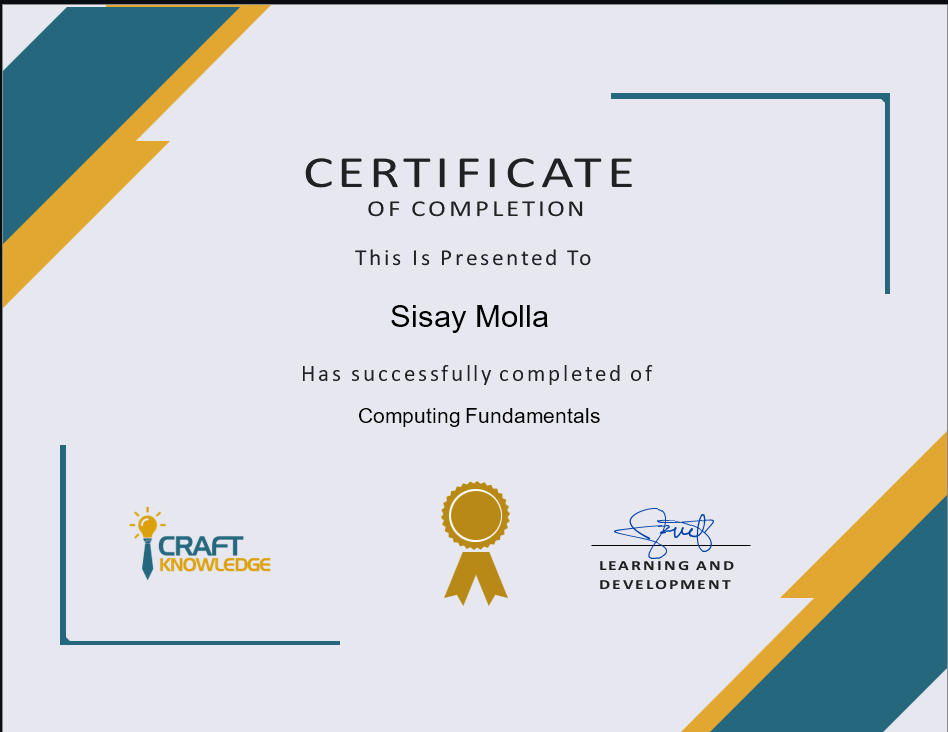 CERTIFICATE
OF COMPLETION
This Is Presented To
Sisay Molla
Has successfully completed of
Computing Fundamentals
CRAFT
KNOWLEDGE
LEARNING AND
DEVELOPMENT